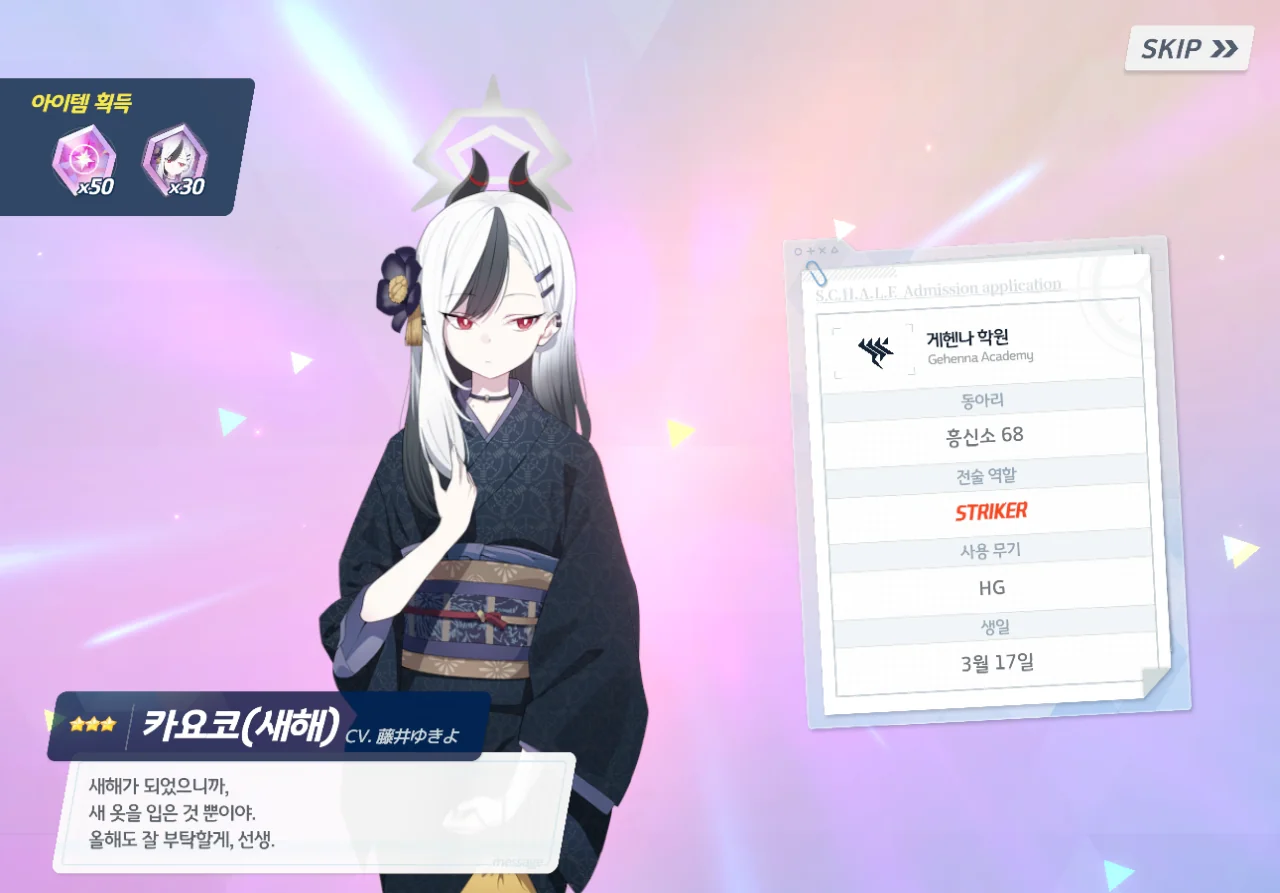 SKIP
아이템 획득
x50
x30
S.C.H.A.L.E Admission application
게헨나 학원
Gehenna Academy
동아리
흥신소 68
전술 역할
STRIKER
사용 무기
HG
생일
3월 17일
카요코(새해) CV. 藤井ゆきよ
새해가 되었으니까,
새 옷을 입은 것 뿐이야.
올해도 잘 부탁할게, 선생.
message